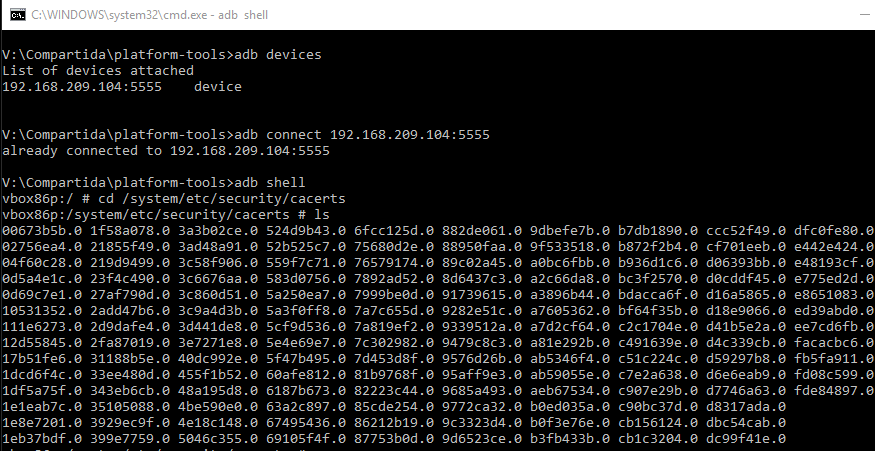 C:\WINDOWS\system32\cmd.exe - adb shell
V:\Compartida\platform-tools>adb devices
List of devices attached
192.168.209.104:5555 device
V:\Compartida\platform-tools>adb connect 192.168.209.104:5555
already connected to 192.168.209.104:5555
V:\Compartida\platform-tools>adb shell
vbox86p:/ # cd /system/etc/security/cacerts
vbox86p:/system/etc/security/cacerts # ls
00673b5b.0 1f58a078.0 3a3b02ce.0 524d9b43.0 6fcc125d.0 882de061.0 9dbefe7b.0 b7db1890.0 ccc52f49.0 dfc0fe80.0
02756ea4.0 21855f49.0 3ad48a91.0 52b525c7.0 75680d2e.0 88950faa.0 9f533518.0 b872f2b4.0 cf701eeb.0 e442e424.0
04f60c28.0 219d9499.0 3c58f906.0 559f7c71.0 76579174.0 89c02a45.0 a0bc6fbb.0 b936d1c6.0 d06393bb.0 e48193cf.0
0d5a4e1c.0 23f4c490.0 3c6676aa.0 583d0756.0 7892ad52.0 8d6437c3.0 a2c66da8.0 bc3f2570.0 d0cddf45.0 e775ed2d.0
0d69c7e1.0 27af790d.0 3c860d51.0 5a250ea7.0 7999be0d.0 91739615.0 a3896b44.0 bdacca6f.0 d16a5865.0 e8651083.0
10531352.0 2add47b6.0 3c9a4d3b.0 5a3f0ff8.0 7a7c655d.0 9282e51c.0 a7605362.0 bf64f35b.0 d18e9066.0 ed39abd0.0
111e6273.0 2d9dafe4.0 3d441de8.0 5cf9d536.0 7a819ef2.0 9339512a.0 a7d2cf64.0 c2c1704e.0 d41b5e2a.0 ee7cd6fb.0
12d55845.0 2fa87019.0 3e7271e8.0 5e4e69e7.0 7c302982.0 9479c8c3.0 a81e292b.0 c491639e.0 d4c339cb.0 facacbc6.0
17b51fe6.0 31188b5e.0 40dc992e.0 5f47b495.0 7d453d8f.0 9576d26b.0 ab5346f4.0 c51c224c.0 d59297b8.0 fb5fa911.0
1dcd6f4c.0 33ee480d.0 455f1b52.0 60afe812.0 81b9768f.0 95aff9e3.0 ab59055e.0 c7e2a638.0 d6e6eab9.0 fd08c599.0
1df5a75f.0 343eb6cb.0 48a195d8.0 6187b673.0 82223c44.0 9685a493.0 aeb67534.0 c907e29b.0 d7746a63.0 fde84897.0
1e1eab7c.0 35105088.0 4be590e0.0 63a2c897.0 85cde254.0 9772ca32.0 b0ed035a.0 c90bc37d.0 d8317ada.0
1e8e7201.0 3929ec9f.0 4e18c148.0 67495436.0 86212b19.0 9c3323d4.0 b0f3e76e.0 cb156124.0 dbc54cab.0
1eb37bdf.0 399e7759.0 5046c355.0 69105f4f.0 87753b0d.0 9d6523ce.0 b3fb433b.0 cb1c3204.0 dc99f41e.0